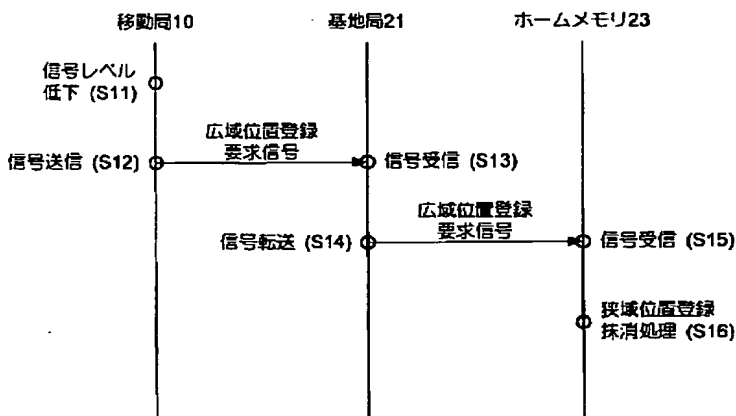 移動局10
基地局21
ホームメモリ23
信号レベル
低下 (S11)
広域位置登録
要求信号
信号送信 (S12)
信号受信 (S13)
広域位置登録
要求信号
信号転送 (S14)
信号受信 (S15)
狭域位置登録
抹消処理 (S16)